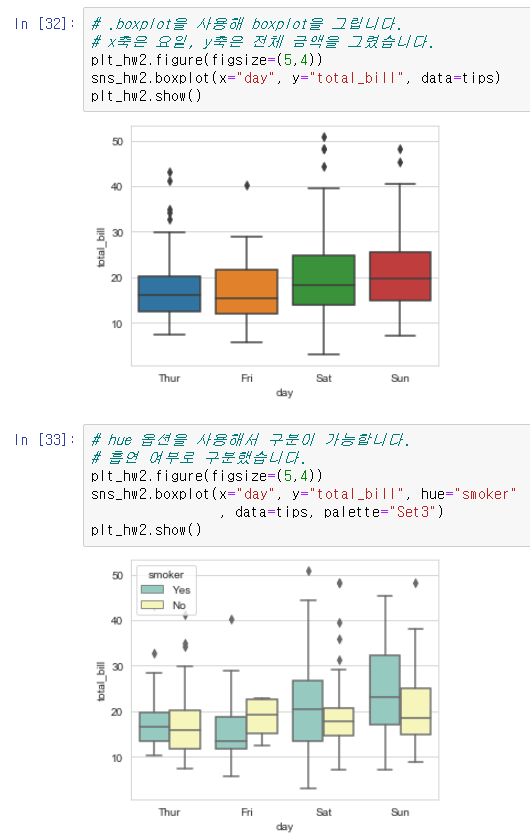 In [32]:
# .boxplot을 사용해 boxplot을 그립니다.
# x축은 요일, y축은 전체 금액을 그렸습니다.
plt_hw2.figure(figsize=(5,4))
sns_hw2.boxplot(x="day", y="total_bill", data=tips)
plt_hw2.show()
50
40
30
20
10
total_bill
Thur Fri Sat Sun
day
In [33]:
# hue 옵션을 사용해서 구분이 가능합니다.
# 흡연 여부로 구분했습니다.
plt_hw2.figure(figsize=(5,4))
sns_hw2.boxplot(x="day", y="total_bill", hue="smoker"
, data=tips, palette="Set3")
plt_hw2.show()
smoker
Yes
No
50
40
30
20
10
total_bill
Thur Fri Sat Sun
day